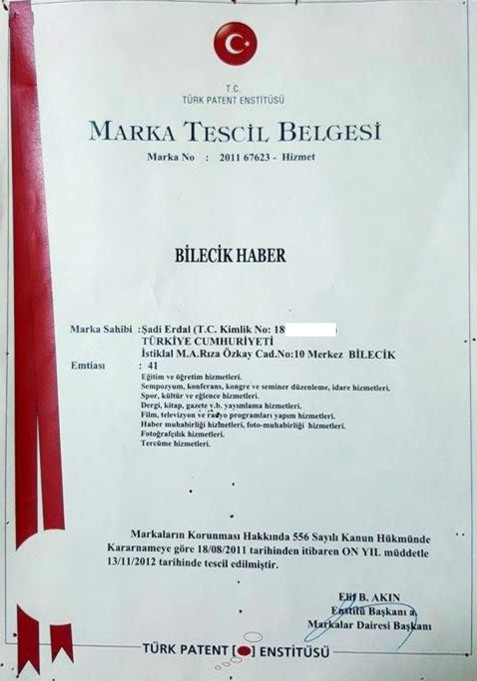 T.C.
TÜRK PATENT ENSTİTÜSÜ
MARKA TESCİL BELGESİ
Marka No : 2011 67623 - Hizmet
BİLECİK HABER
Marka Sahibi :Şadi Erdal (T.C. Kimlik No: 18 )
TÜRKİYE CUMHURİYETİ
İstiklal M.A.Rıza Özkay Cad.No:10 Merkez BİLECİK
Emtiası : 41
Eğitim ve öğretim hizmetleri.
Sempozyum, konferans, kongre ve seminer düzenleme, idare hizmetleri.
Spor, kültür ve eğlence hizmetleri.
Dergi, kitap, gazete v.b. yayımlama hizmetleri.
Film, televizyon ve radyo programları yapım hizmetleri.
Haber muhabirliği hizmetleri, foto-muhabirliği hizmetleri.
Fotoğrafçılık hizmetleri.
Tercüme hizmetleri.
Markaların Korunması Hakkında 556 Sayılı Kanun Hükmünde
Kararnameye göre 18/08/2011 tarihinden itibaren ON YIL müddetle
13/11/2012 tarihinde tescil edilmiştir.
Elif B. AKIN
Enstitü Başkanı a.
Markalar Dairesi Başkanı
TÜRK PATENT [ ] ENSTİTÜSÜ